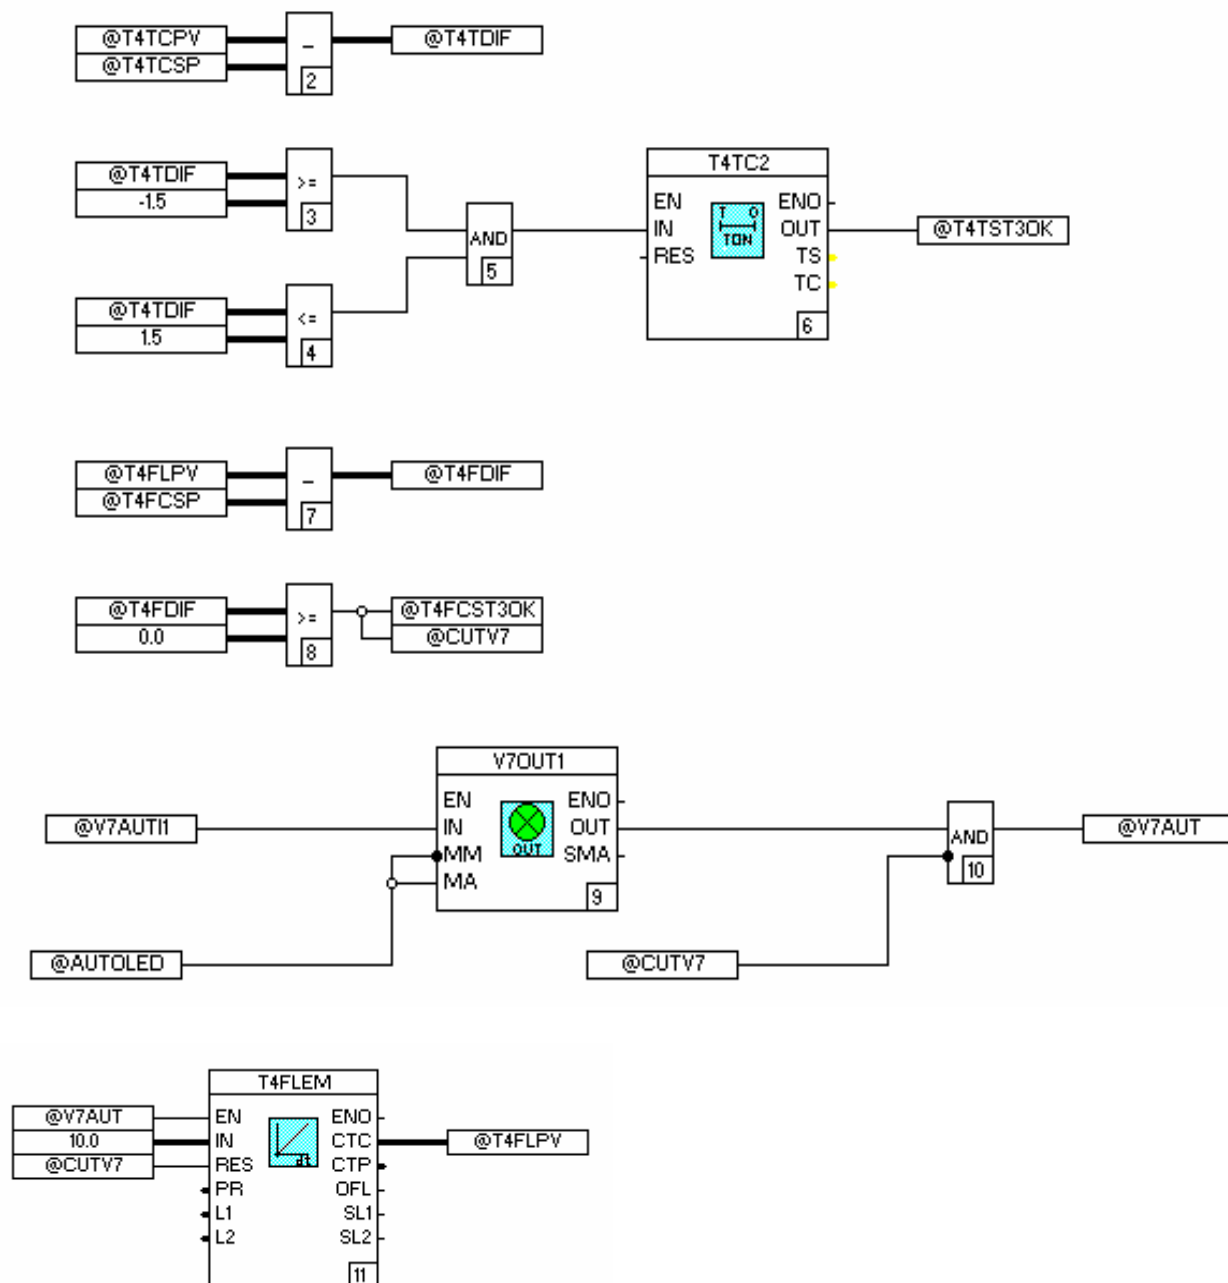 @T4TCPV
@T4TCSP
-
2
@T4TDIF
@T4TDIF
-1.5
>=
3
@T4TDIF
1.5
<=
4
AND
5
T4TC2
EN ENO
IN OUT
RES TS
TC
T O
TON
6
@T4TST3OK
@T4FLPV
@T4FCSP
-
7
@T4FDIF
@T4FDIF
0.0
>=
8
@T4FCST3OK
@CUTV7
V7OUT1
@V7AUTI1
EN ENO
IN OUT
MM SMA
MA
OUT
9
AND
10
@V7AUT
@AUTOLED
@CUTV7
T4FLEM
@V7AUT
10.0
@CUTV7
EN ENO
IN CTC
RES CTP
PR OFL
L1 SL1
L2 SL2
dt
11
@T4FLPV